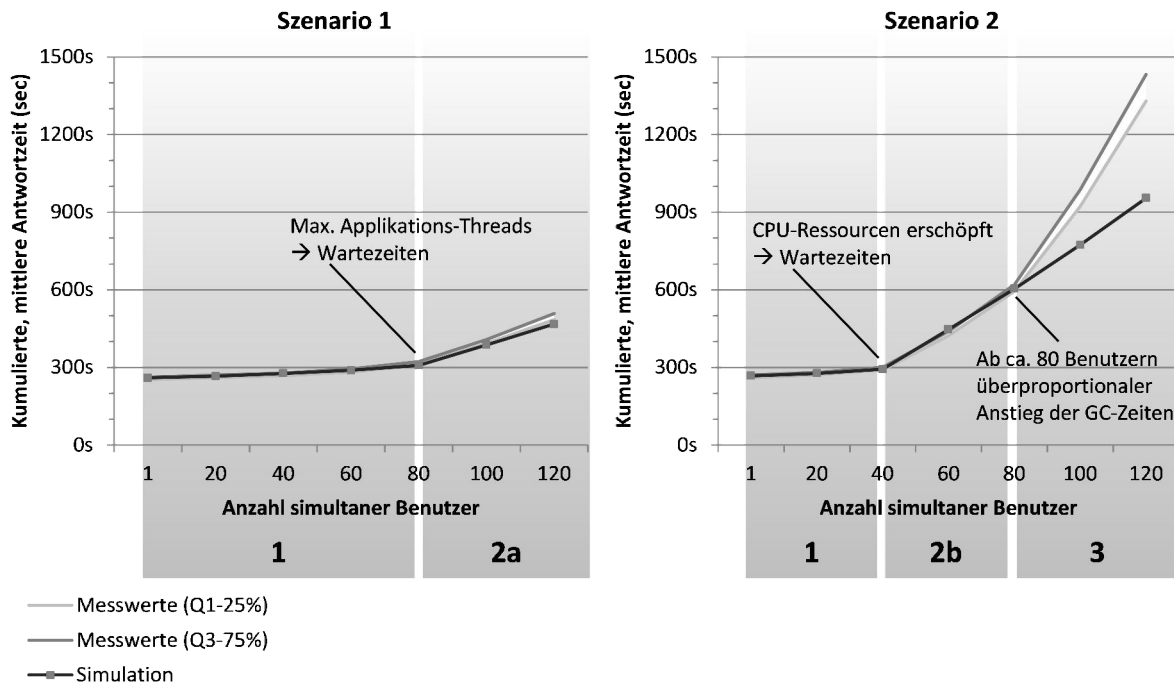 Szenario 1
Kumulierte, mittlere Antwortzeit (sec)
1500s
1200s
900s
600s
300s
0s
Max. Applikations-Threads
→ Wartezeiten
1 20 40 60 80 100 120
Anzahl simultaner Benutzer
1 2a
Szenario 2
Kumulierte, mittlere Antwortzeit (sec)
1500s
1200s
900s
600s
300s
0s
CPU-Ressourcen erschöpft
→ Wartezeiten
Ab ca. 80 Benutzern
überproportionaler
Anstieg der GC-Zeiten
1 20 40 60 80 100 120
Anzahl simultaner Benutzer
1 2b 3
Messwerte (Q1-25%)
Messwerte (Q3-75%)
Simulation